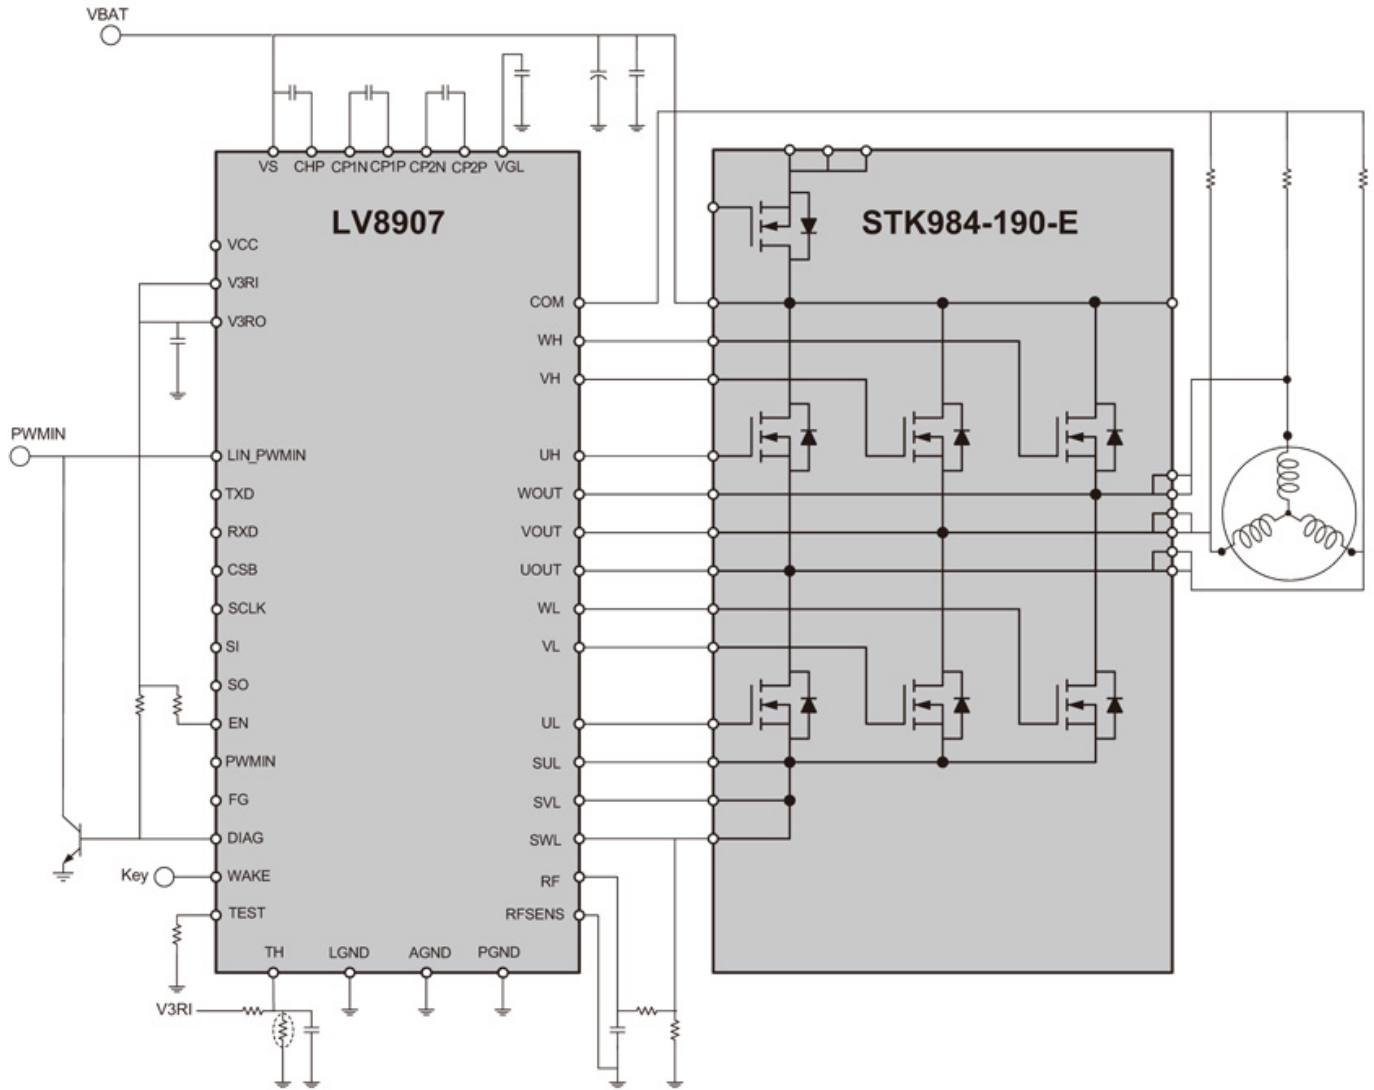 VBAT
VS
CHP
CP1N
CP1P
CP2N
CP2P
VGL
LV8907
STK984-190-E
VCC
V3RI
V3RO
COM
WH
VH
PWMIN
LIN_PWMIN
UH
TXD
WOUT
RXD
VOUT
CSB
UOUT
SCLK
WL
SI
VL
SO
EN
UL
PWMIN
SUL
FG
SVL
DIAG
SWL
Key
WAKE
RF
TEST
RFSENS
TH
LGND
AGND
PGND
V3RI